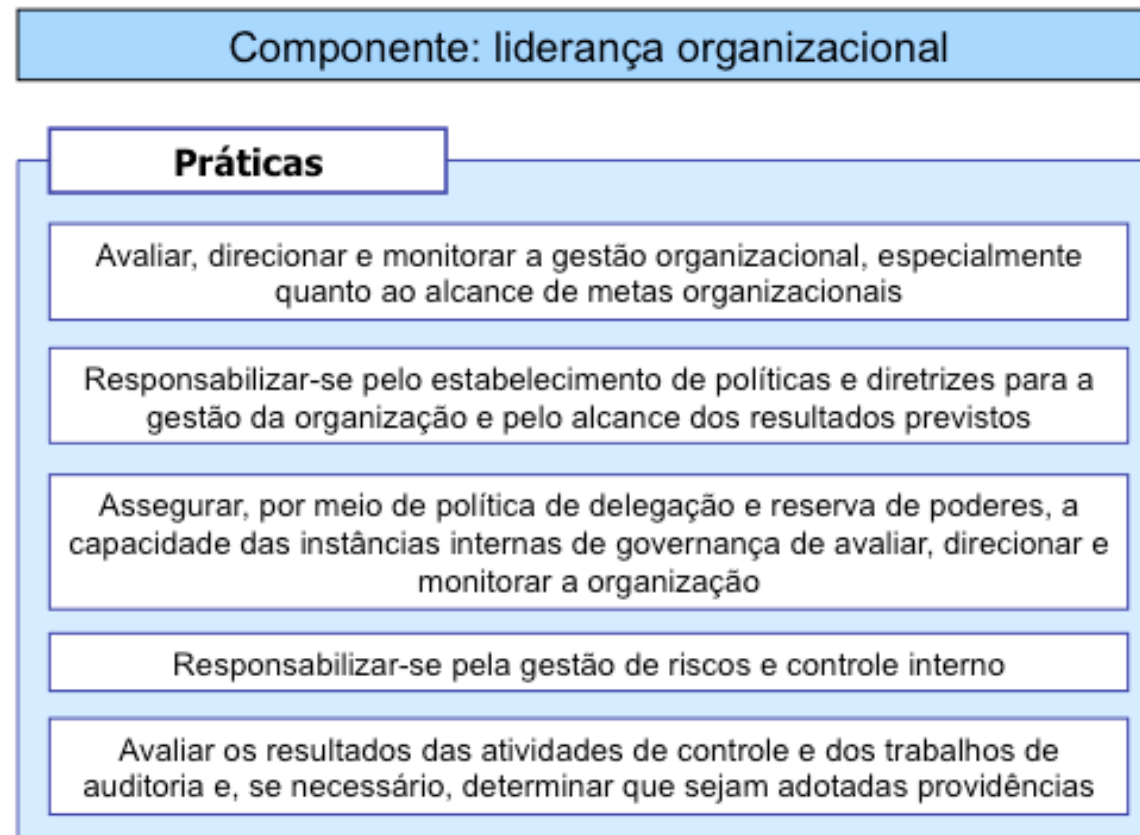 Componente: liderança organizacional
Práticas
Avaliar, direcionar e monitorar a gestão organizacional, especialmente
quanto ao alcance de metas organizacionais
Responsabilizar-se pelo estabelecimento de políticas e diretrizes para a
gestão da organização e pelo alcance dos resultados previstos
Assegurar, por meio de política de delegação e reserva de poderes, a
capacidade das instâncias internas de governança de avaliar, direcionar e
monitorar a organização
Responsabilizar-se pela gestão de riscos e controle interno
Avaliar os resultados das atividades de controle e dos trabalhos de
auditoria e, se necessário, determinar que sejam adotadas providências